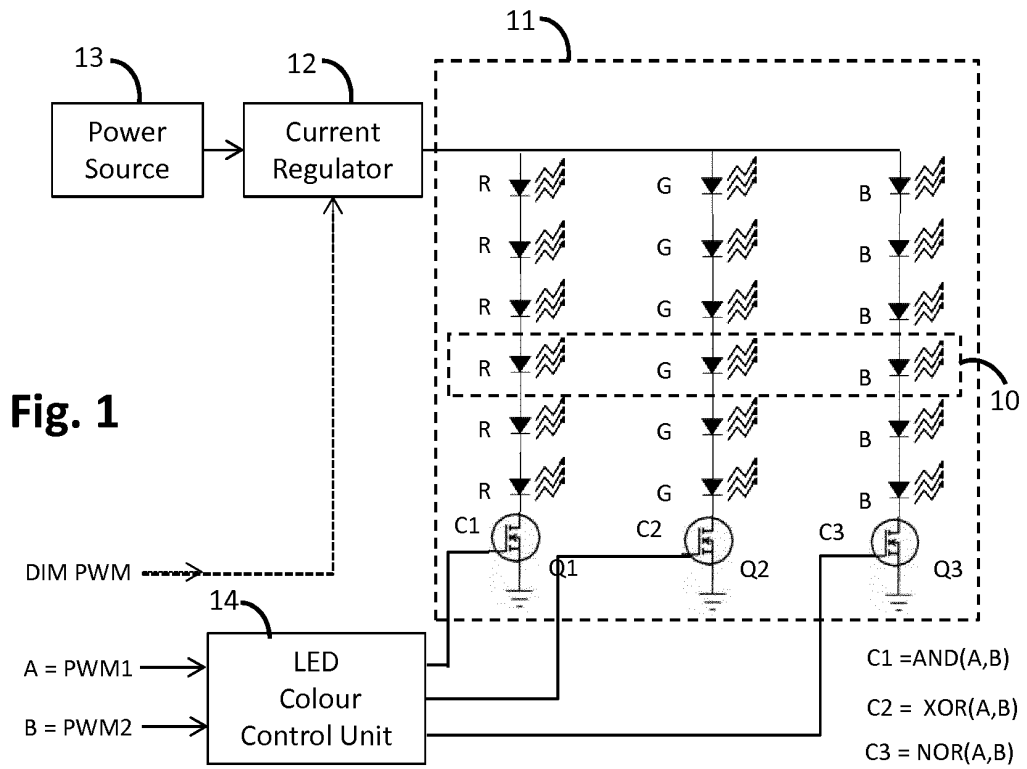 11
13
12
Power
Source
Current
Regulator
R
G
B
R
G
B
R
G
B
R
G
B
10
Fig. 1
R
G
B
R
G
B
C1
C2
C3
Q1
Q2
Q3
DIM PWM
14
A = PWM1
B = PWM2
LED
Colour
Control Unit
C1 =AND(A,B)
C2 = XOR(A,B)
C3 = NOR(A,B)